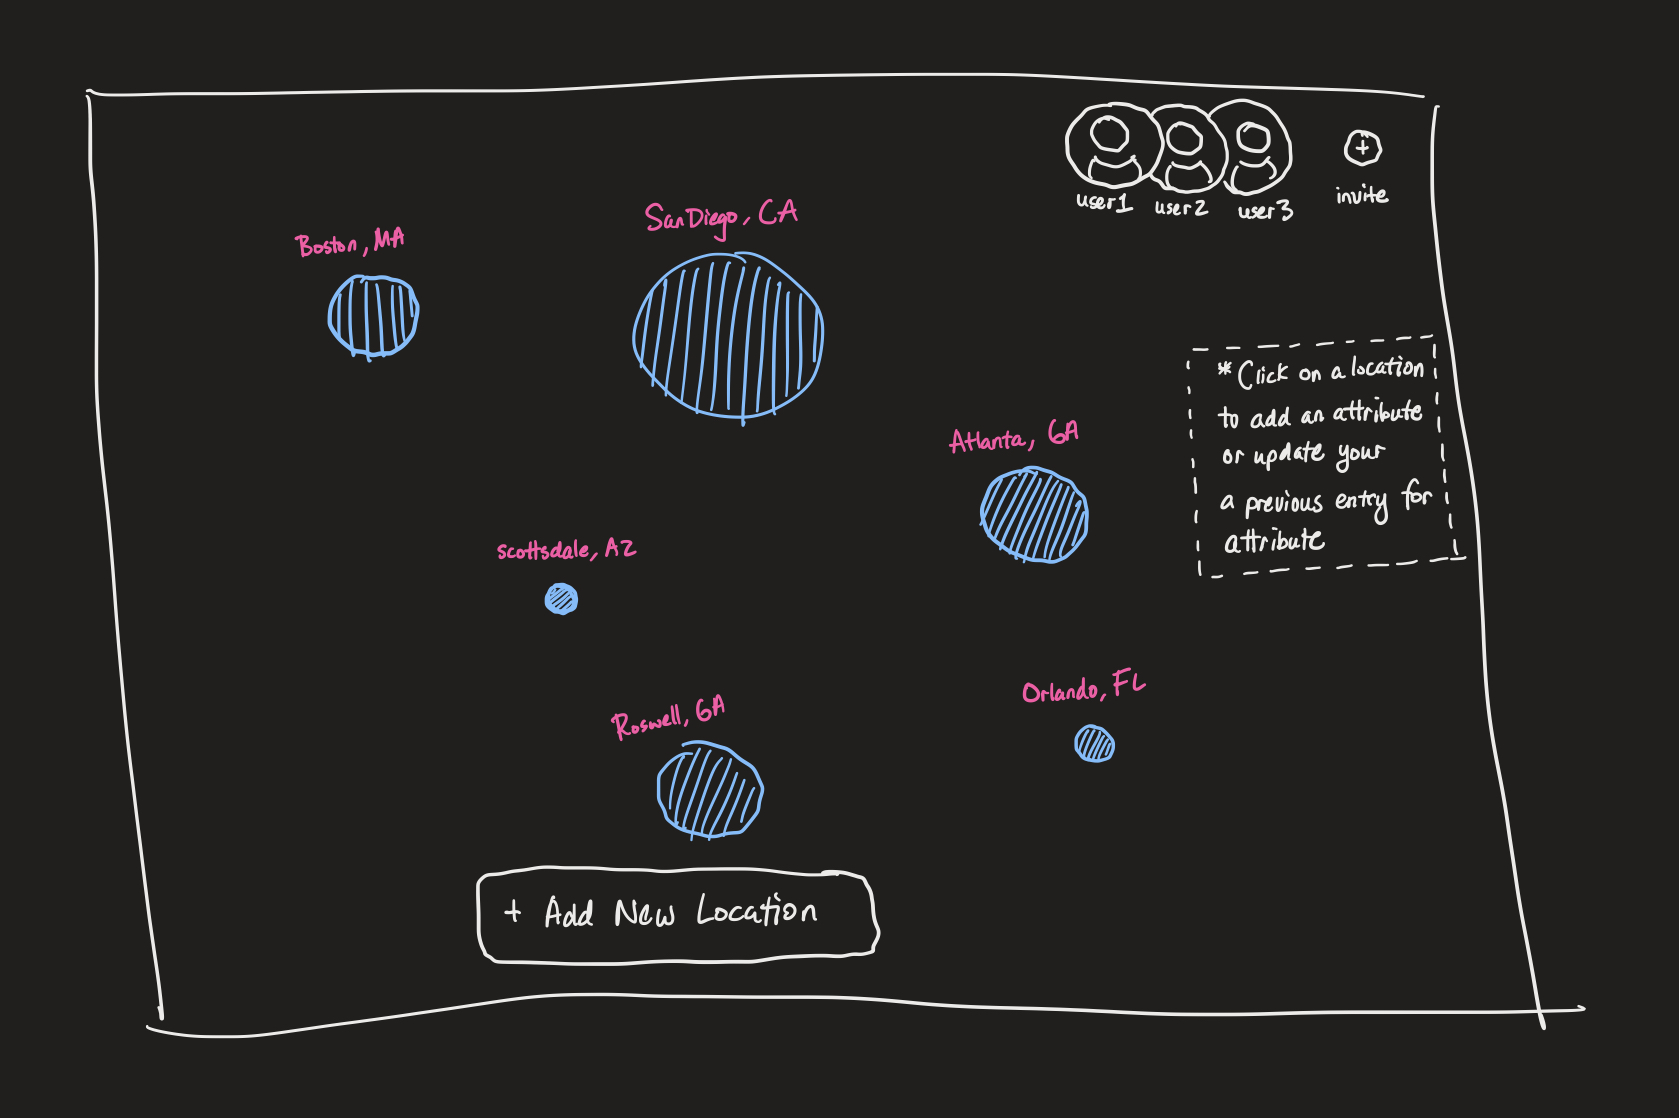 user1
user2
user3
+
invite
San Diego, CA
Boston, MA
* Click on a location
to add an attribute
or update your
a previous entry for
attribute
Atlanta, GA
Scottsdale, AZ
Orlando, FL
Roswell, GA
+ Add New Location